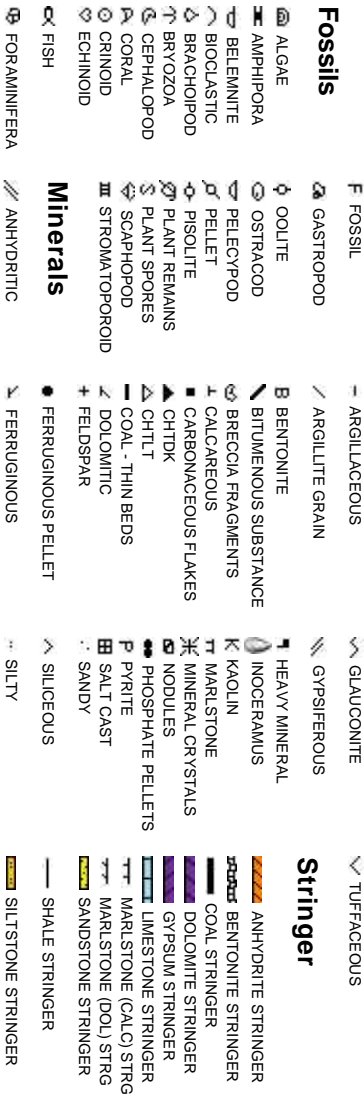 Fossils
ALGAE
AMPHIPORA
BELEMNITE
BIOCLASTIC
BRACHIOPOD
BRYOZOA
CEPHALOPOD
CORAL
CRINOID
ECHINOID
FISH
FORAMINIFERA
F FOSSIL
GASTROPOD
OOLITE
OSTRACOD
PELECYPOD
PELLET
PISOLITE
PLANT REMAINS
PLANT SPORES
SCAPHOPOD
STROMATOPOROID
Minerals
ANHYDRITIC
ARGILLACEOUS
ARGILLITE GRAIN
B BENTONITE
BITUMENOUS SUBSTANCE
BRECCIA FRAGMENTS
CALCAREOUS
CARBONACEOUS FLAKES
CHTDK
CHTLT
COAL - THIN BEDS
DOLOMITIC
FELDSPAR
FERRUGINOUS PELLET
FERRUGINOUS
GLAUCONITE
GYPSIFEROUS
HEAVY MINERAL
INOCERAMUS
K KAOLIN
MARLSTONE
MINERAL CRYSTALS
NODULES
PHOSPHATE PELLETS
P PYRITE
SALT CAST
SANDY
SILICEOUS
SILTY
TUFFACEOUS
Stringer
ANHYDRITE STRINGER
BENTONITE STRINGER
COAL STRINGER
DOLOMITE STRINGER
GYPSUM STRINGER
LIMESTONE STRINGER
MARLSTONE (CALC) STRG
MARLSTONE (DOL) STRG
SANDSTONE STRINGER
SHALE STRINGER
SILTSTONE STRINGER